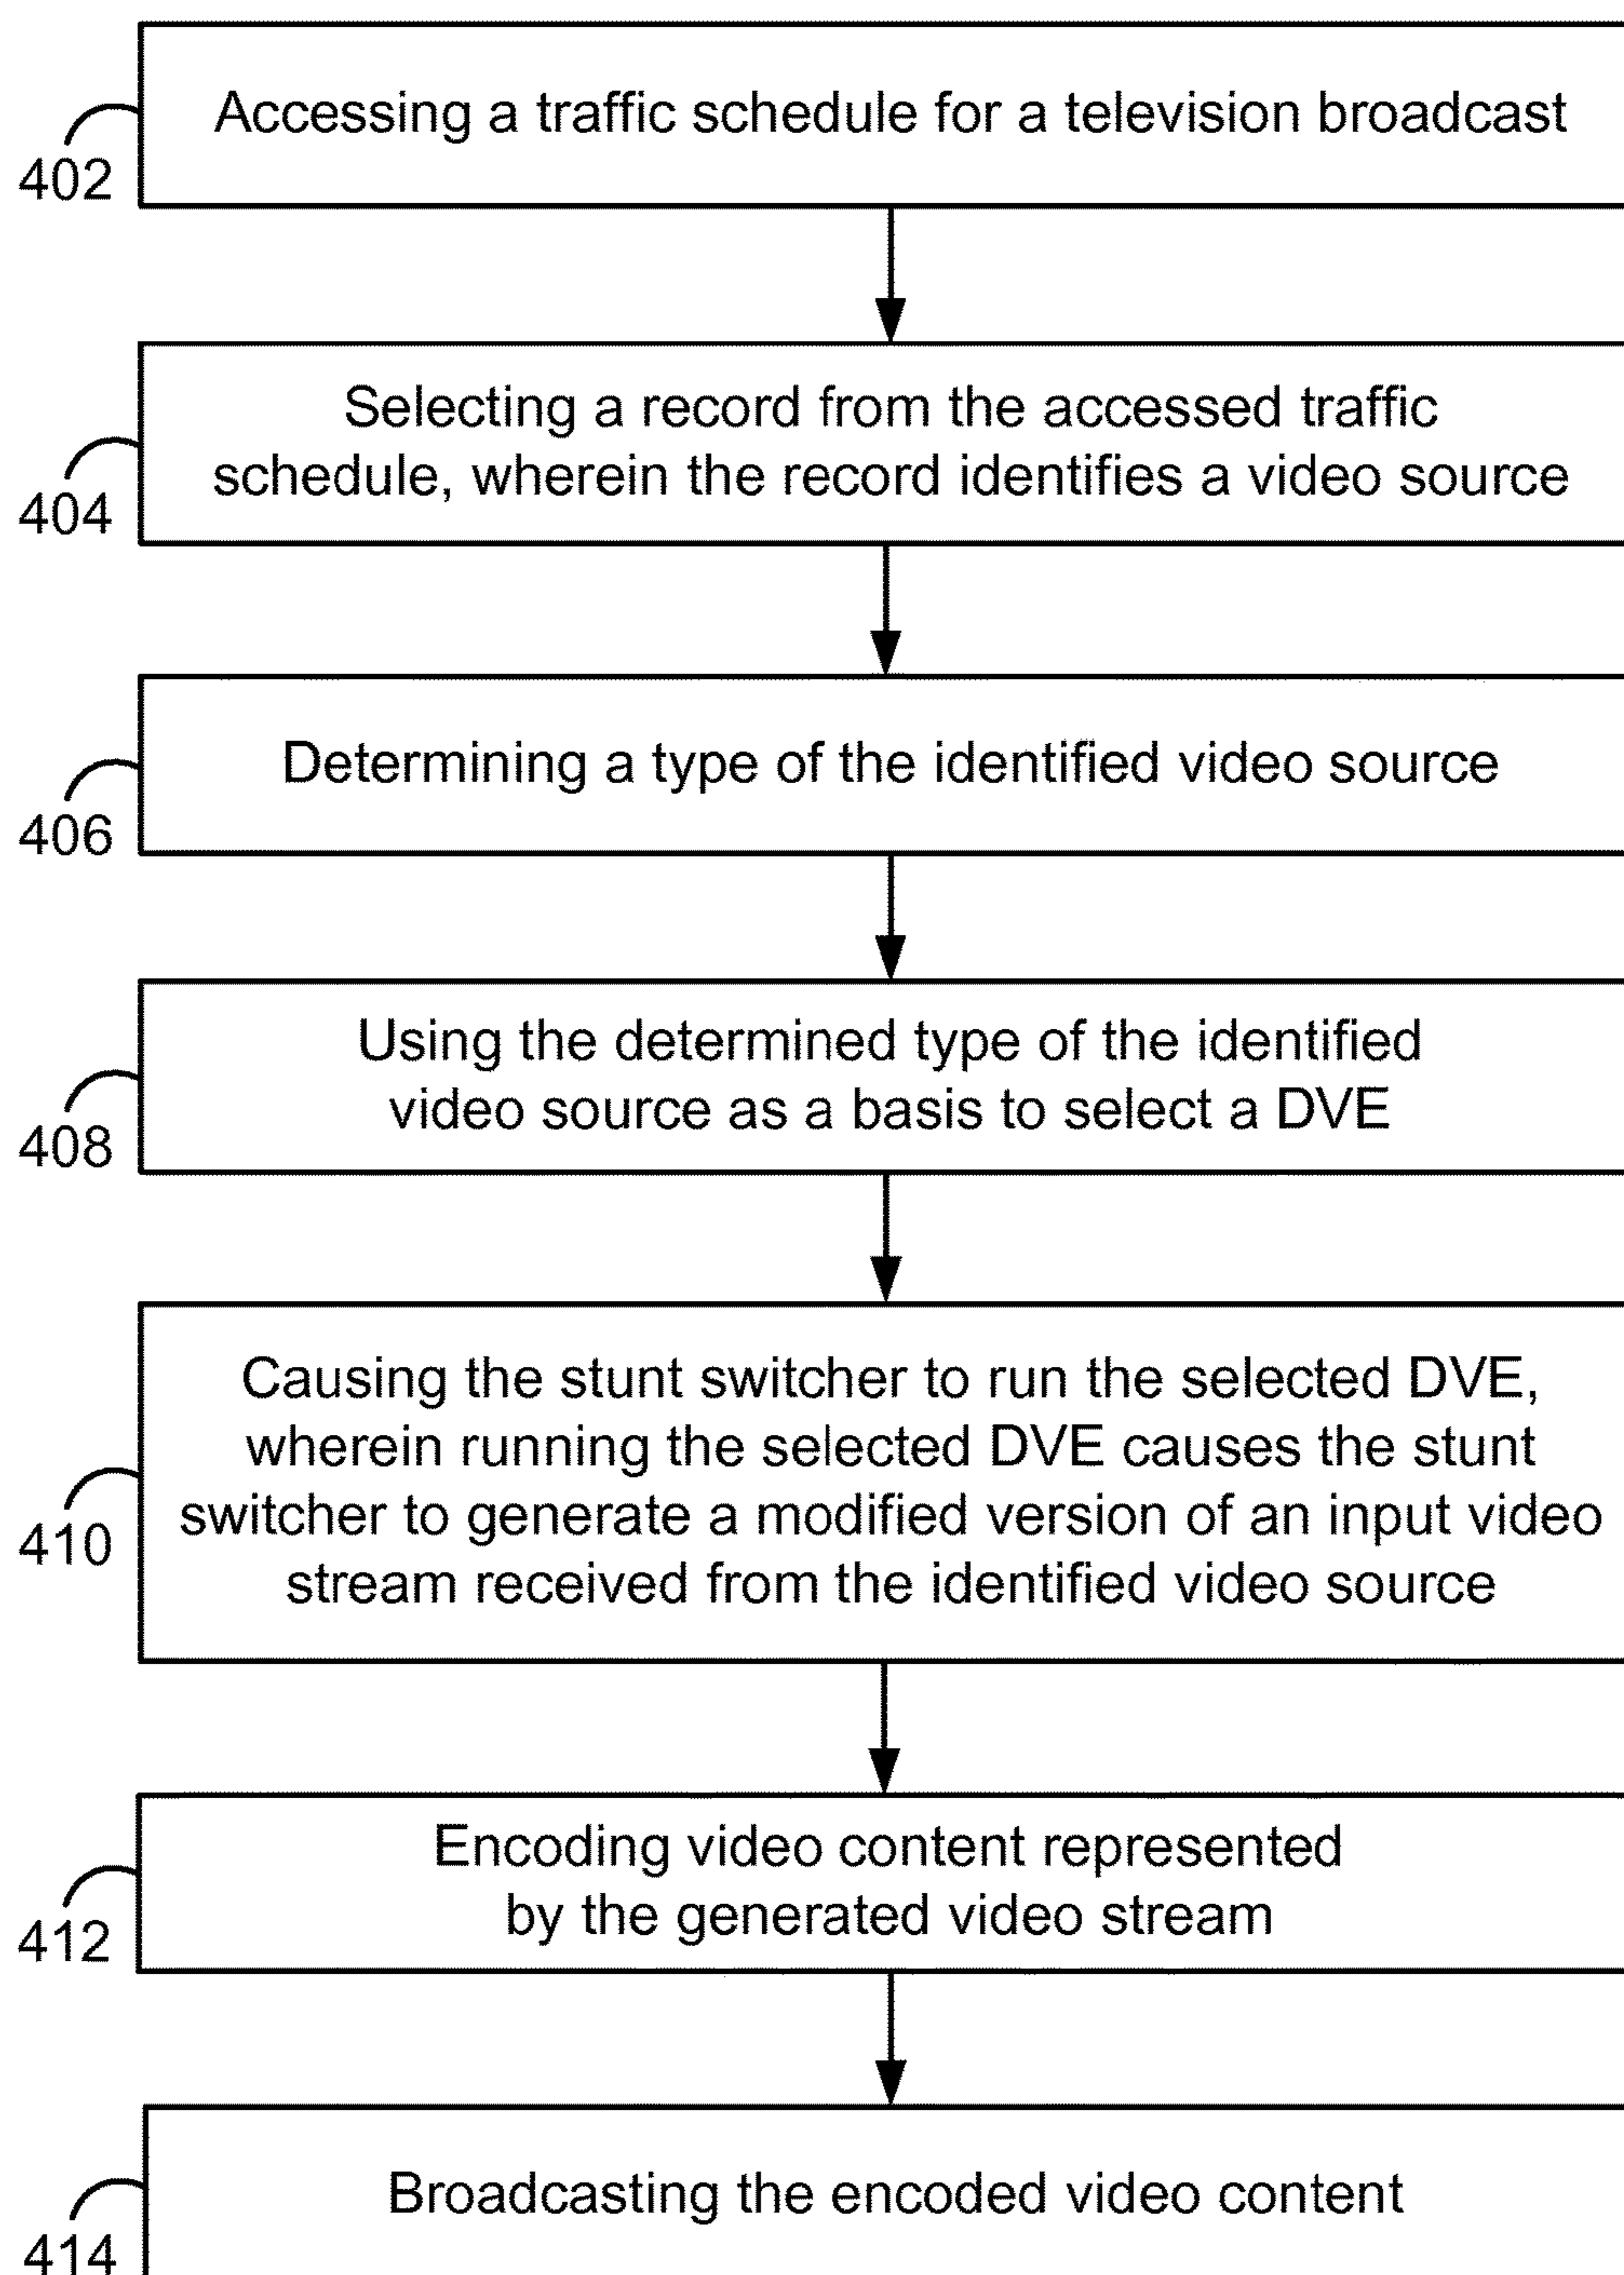 Accessing a traffic schedule for a television broadcast
402
Selecting a record from the accessed traffic
schedule, wherein the record identifies a video source
404
Determining a type of the identified video source
406
Using the determined type of the identified
video source as a basis to select a DVE
408
Causing the stunt switcher to run the selected DVE,
wherein running the selected DVE causes the stunt
switcher to generate a modified version of an input video
stream received from the identified video source
410
Encoding video content represented
by the generated video stream
412
Broadcasting the encoded video content
414